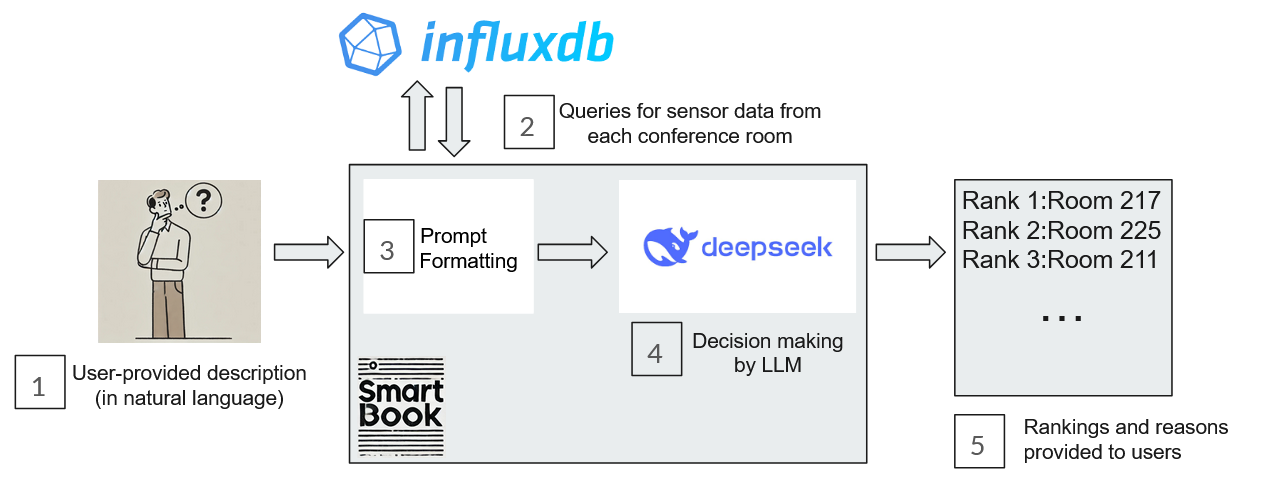 influxdb
2
Queries for sensor data from
each conference room
?
3
Prompt
Formatting
deepseek
Rank 1:Room 217
Rank 2:Room 225
Rank 3:Room 211
...
4
Decision making
by LLM
1
User-provided description
(in natural language)
Smart
Book
5
Rankings and reasons
provided to users